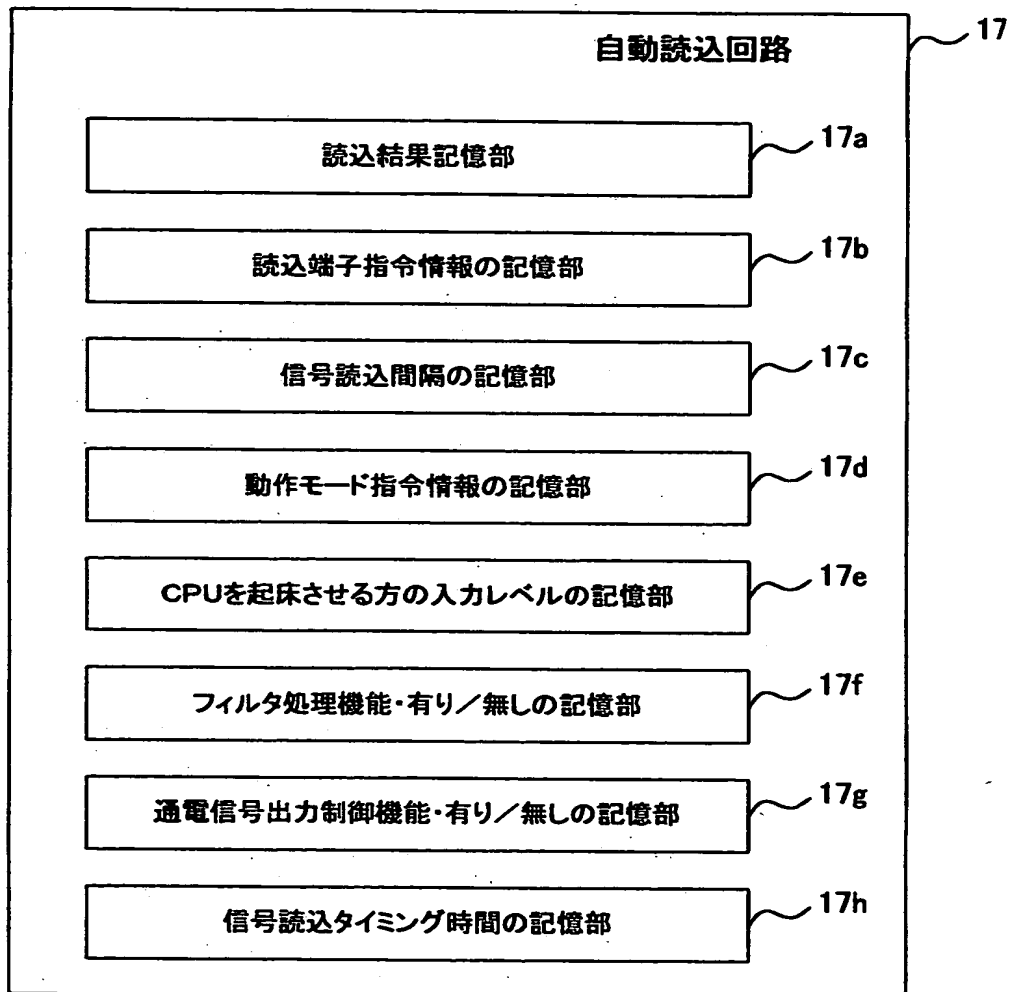 自動読込回路
17
読込結果記憶部
17a
読込端子指令情報の記憶部
17b
信号読込間隔の記憶部
17c
動作モード指令情報の記憶部
17d
CPUを起床させる方の入力レベルの記憶部
17e
フィルタ処理機能・有り／無しの記憶部
17f
通電信号出力制御機能・有り／無しの記憶部
17g
信号読込タイミング時間の記憶部
17h